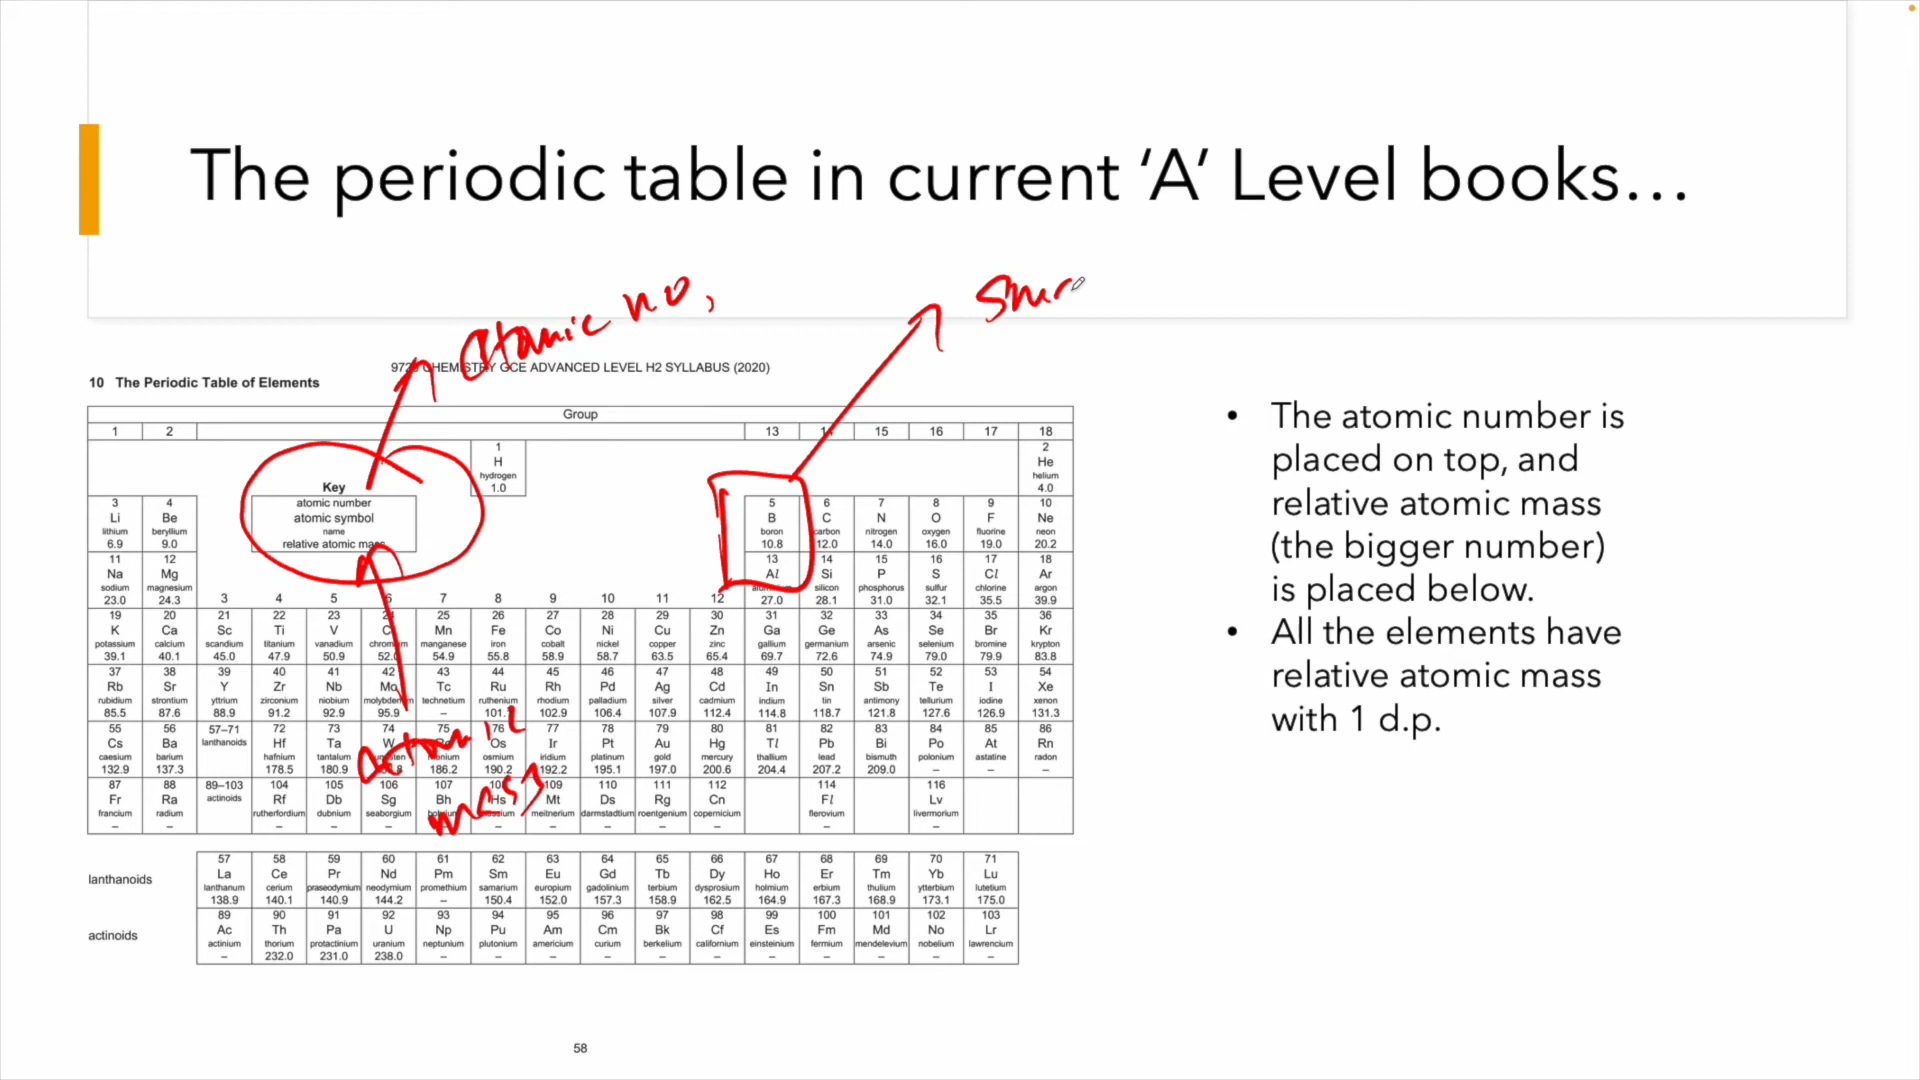 The periodic table in current ‘A’ Level books…
atomic no,
9729 CHEMISTRY GCE ADVANCED LEVEL H2 SYLLABUS (2020)
10 The Periodic Table of Elements
Group
1 2 13 14 15 16 17 18
1 2
H He
hydrogen helium
1.0 4.0
Key
atomic number
atomic symbol
name
relative atomic mass
3 4 5 6 7 8 9 10
Li Be B C N O F Ne
lithium beryllium boron carbon nitrogen oxygen fluorine neon
6.9 9.0 10.8 12.0 14.0 16.0 19.0 20.2
11 12 13 14 15 16 17 18
Na Mg Al Si P S Cl Ar
sodium magnesium aluminium silicon phosphorus sulfur chlorine argon
23.0 24.3 3 4 5 6 7 8 9 10 11 12 27.0 28.1 31.0 32.1 35.5 39.9
19 20 21 22 23 24 25 26 27 28 29 30 31 32 33 34 35 36
K Ca Sc Ti V Cr Mn Fe Co Ni Cu Zn Ga Ge As Se Br Kr
potassium calcium scandium titanium vanadium chromium manganese iron cobalt nickel copper zinc gallium germanium arsenic selenium bromine krypton
39.1 40.1 45.0 47.9 50.9 52.0 54.9 55.8 58.9 58.7 63.5 65.4 69.7 72.6 74.9 79.0 79.9 83.8
37 38 39 40 41 42 43 44 45 46 47 48 49 50 51 52 53 54
Rb Sr Y Zr Nb Mo Tc Ru Rh Pd Ag Cd In Sn Sb Te I Xe
rubidium strontium yttrium zirconium niobium molybdenum technetium ruthenium rhodium palladium silver cadmium indium tin antimony tellurium iodine xenon
85.5 87.6 88.9 91.2 92.9 95.9 – 101.1 102.9 106.4 107.9 112.4 114.8 118.7 121.8 127.6 126.9 131.3
55 56 57–71 72 73 74 75 76 77 78 79 80 81 82 83 84 85 86
Cs Ba lanthanoids Hf Ta W Os Ir Pt Au Hg Tl Pb Bi Po At Rn
caesium barium hafnium tantalum tungsten rhenium osmium iridium platinum gold mercury thallium lead bismuth polonium astatine radon
132.9 137.3 178.5 180.9 186.2 190.2 192.2 195.1 197.0 200.6 204.4 207.2 209.0 – – –
87 88 89–103 104 105 106 107 108 109 110 111 112 114 116
Fr Ra actinoids Rf Db Sg Bh Hs Mt Ds Rg Cn Fl Lv
francium radium rutherfordium dubnium seaborgium bohrium hassium meitnerium darmstadtium roentgenium copernicium flerovium livermorium
– – – – – – – – – – – – –
atomic
mass
lanthanoids
57 58 59 60 61 62 63 64 65 66 67 68 69 70 71
La Ce Pr Nd Pm Sm Eu Gd Tb Dy Ho Er Tm Yb Lu
lanthanum cerium praseodymium neodymium promethium samarium europium gadolinium terbium dysprosium holmium erbium thulium ytterbium lutetium
138.9 140.1 140.9 144.2 – 150.4 152.0 157.3 158.9 162.5 164.9 167.3 168.9 173.1 175.0
actinoids
89 90 91 92 93 94 95 96 97 98 99 100 101 102 103
Ac Th Pa U Np Pu Am Cm Bk Cf Es Fm Md No Lr
actinium thorium protactinium uranium neptunium plutonium americium curium berkelium californium einsteinium fermium mendelevium nobelium lawrencium
– 232.0 231.0 238.0 – – – – – – – – – – –
58
• The atomic number is
placed on top, and
relative atomic mass
(the bigger number)
is placed below.
• All the elements have
relative atomic mass
with 1 d.p.